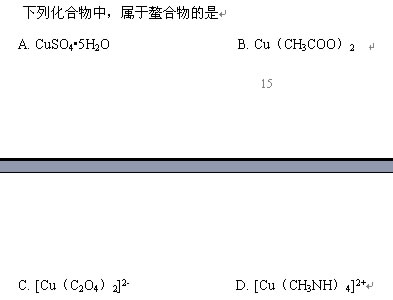 下列化合物中，属于螯合物的是↵
A. CuSO₄•5H₂O B. Cu（CH₃COO）₂ ↵
15
C. [Cu（C₂O₄）₂]²⁻ D. [Cu（CH₃NH）₄]²⁺↵